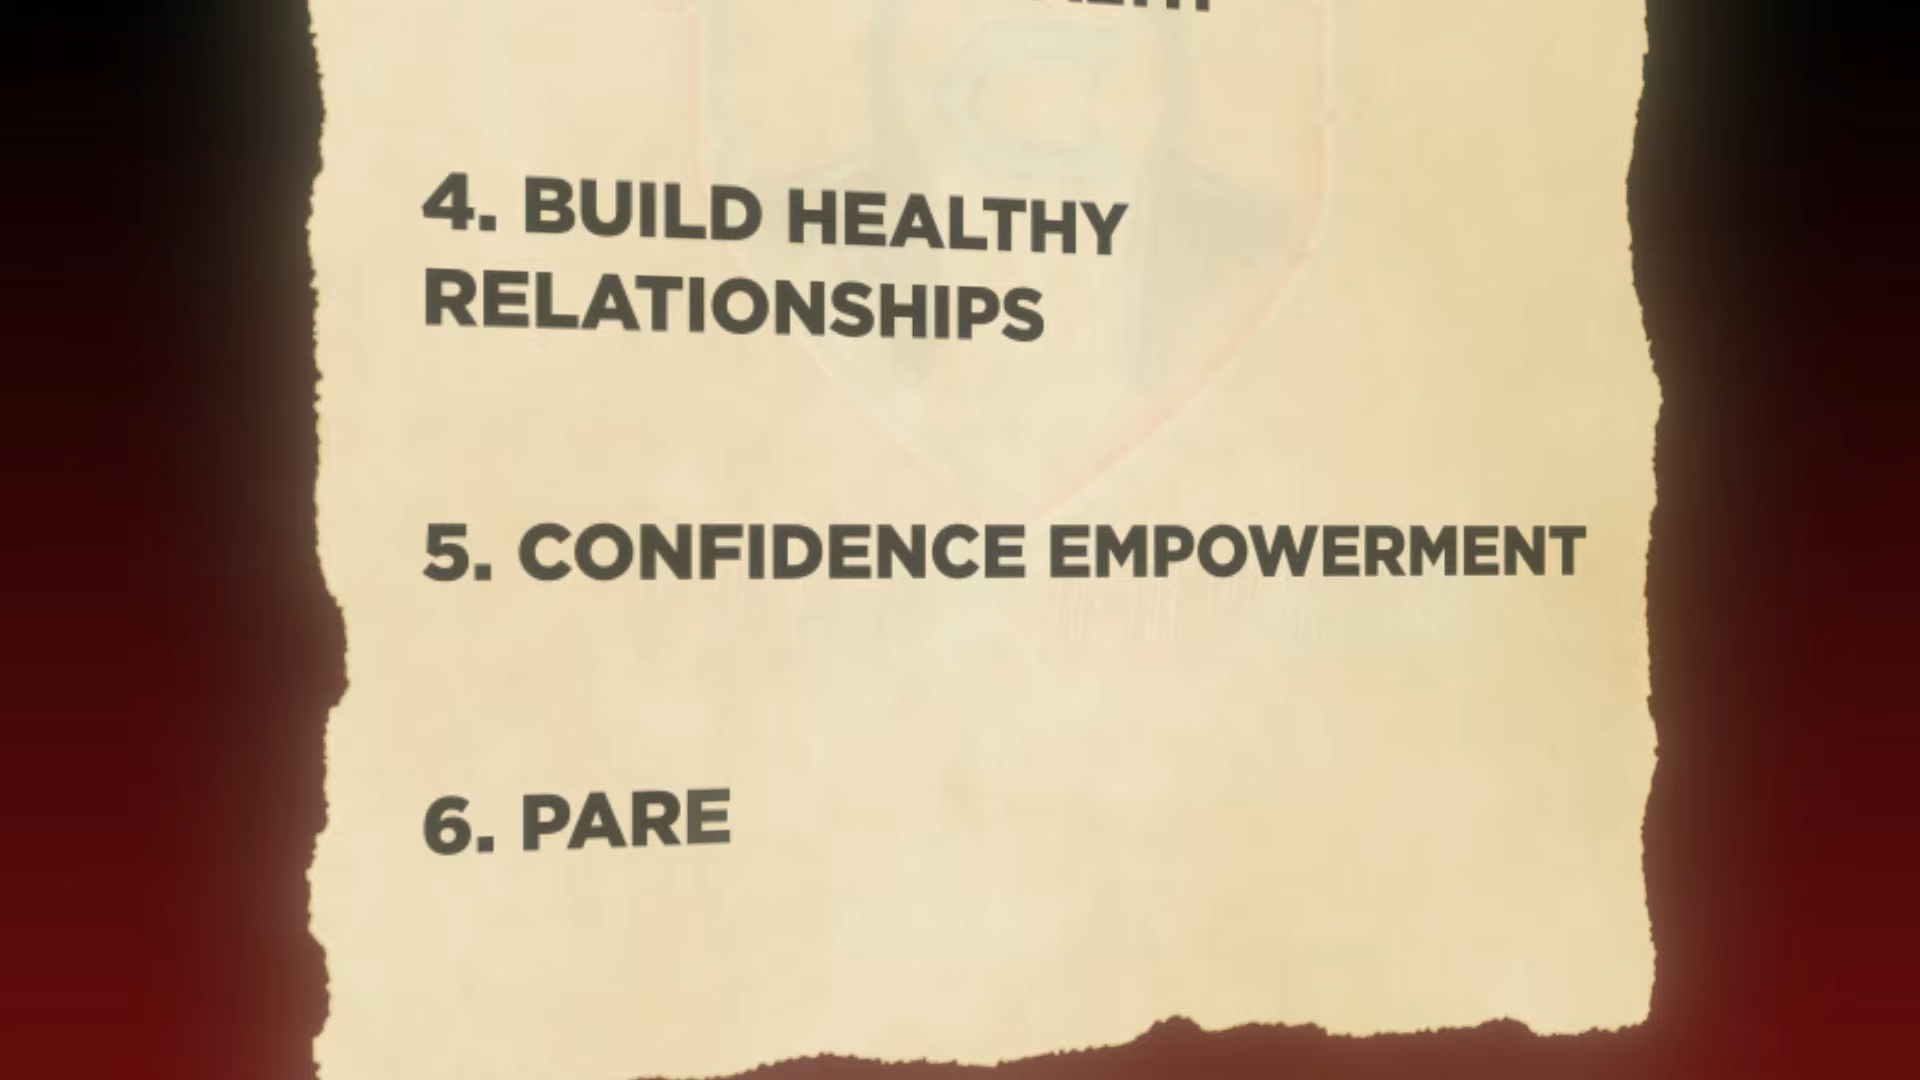 4. BUILD HEALTHY
RELATIONSHIPS
5. CONFIDENCE EMPOWERMENT
6. PARE